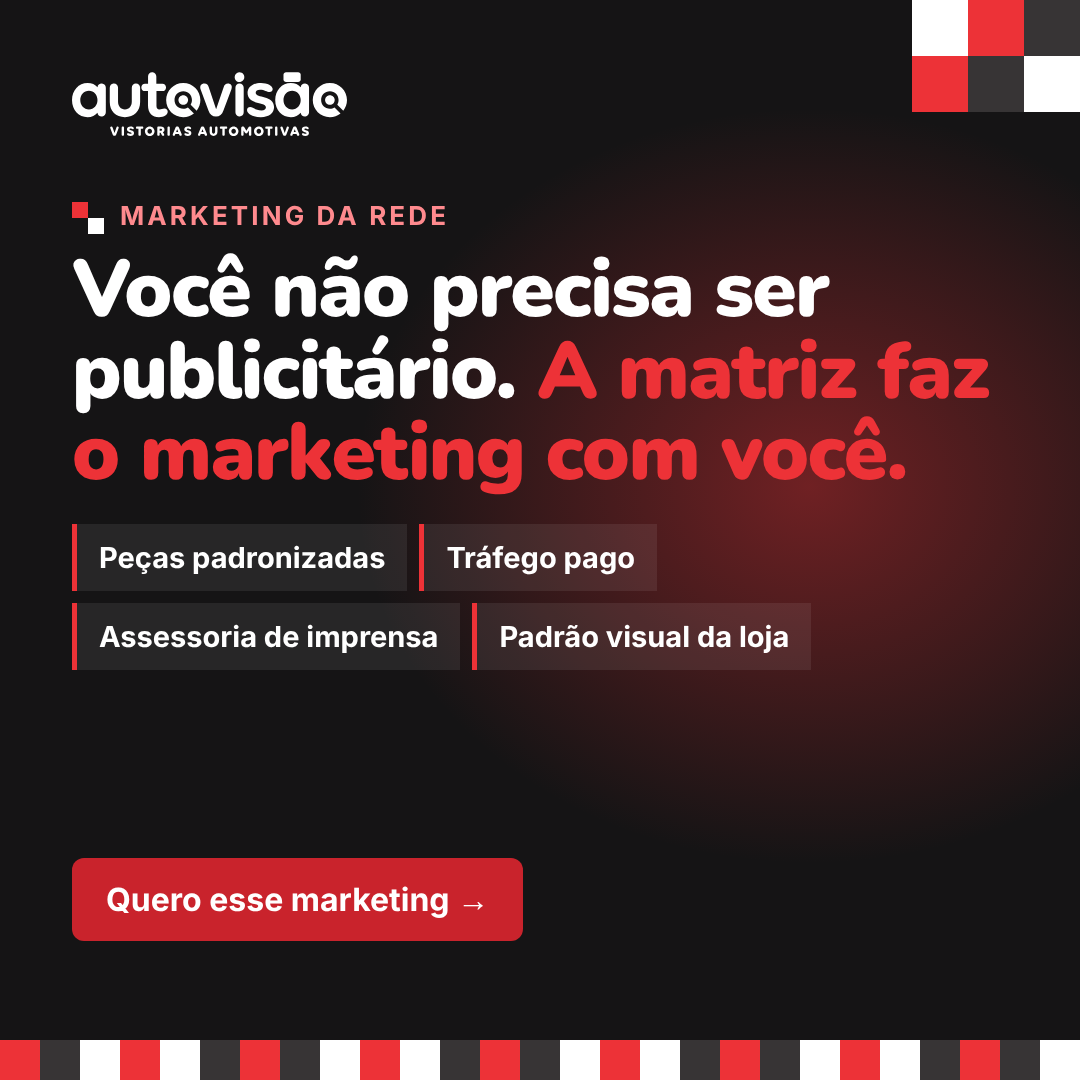 autovisão
VISTORIAS AUTOMOTIVAS
MARKETING DA REDE
Você não precisa ser
publicitário. A matriz faz
o marketing com você.
Peças padronizadas
Tráfego pago
Assessoria de imprensa
Padrão visual da loja
Quero esse marketing →